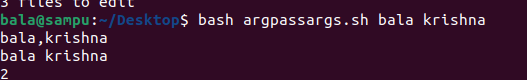 3 files to edit
bala@sampu:~/Desktop$ bash argpassargs.sh bala krishna
bala,krishna
bala krishna
2